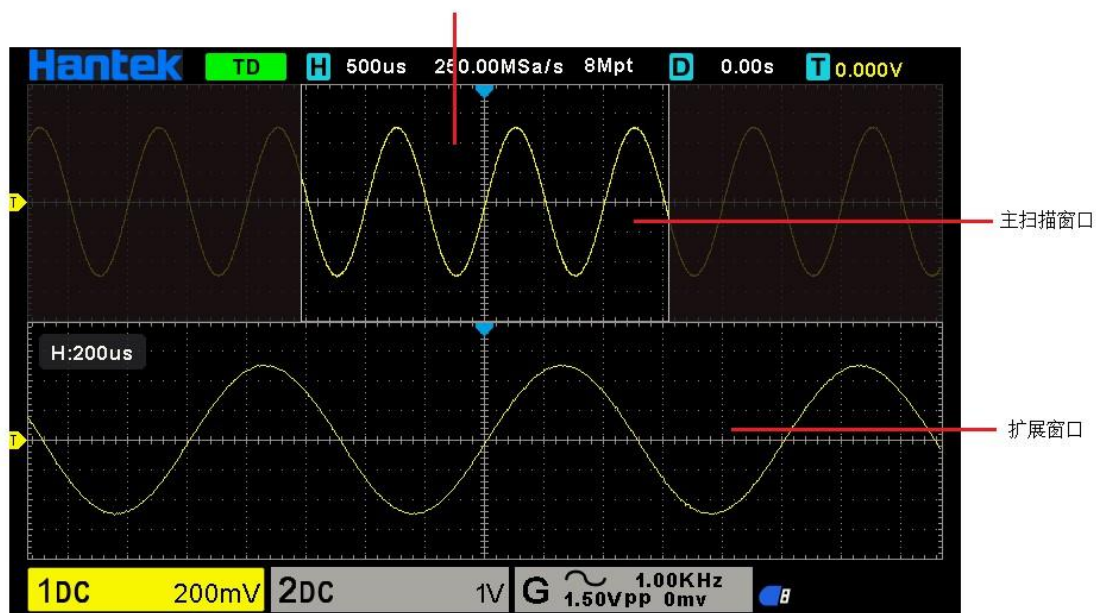 Hantek TD H 500us 250.00MSa/s 8Mpt D 0.00s T 0.000V
T
主扫描窗口
H:200us
T
扩展窗口
1DC 200mV 2DC 1V G 1.00KHz
1.50Vpp 0mv